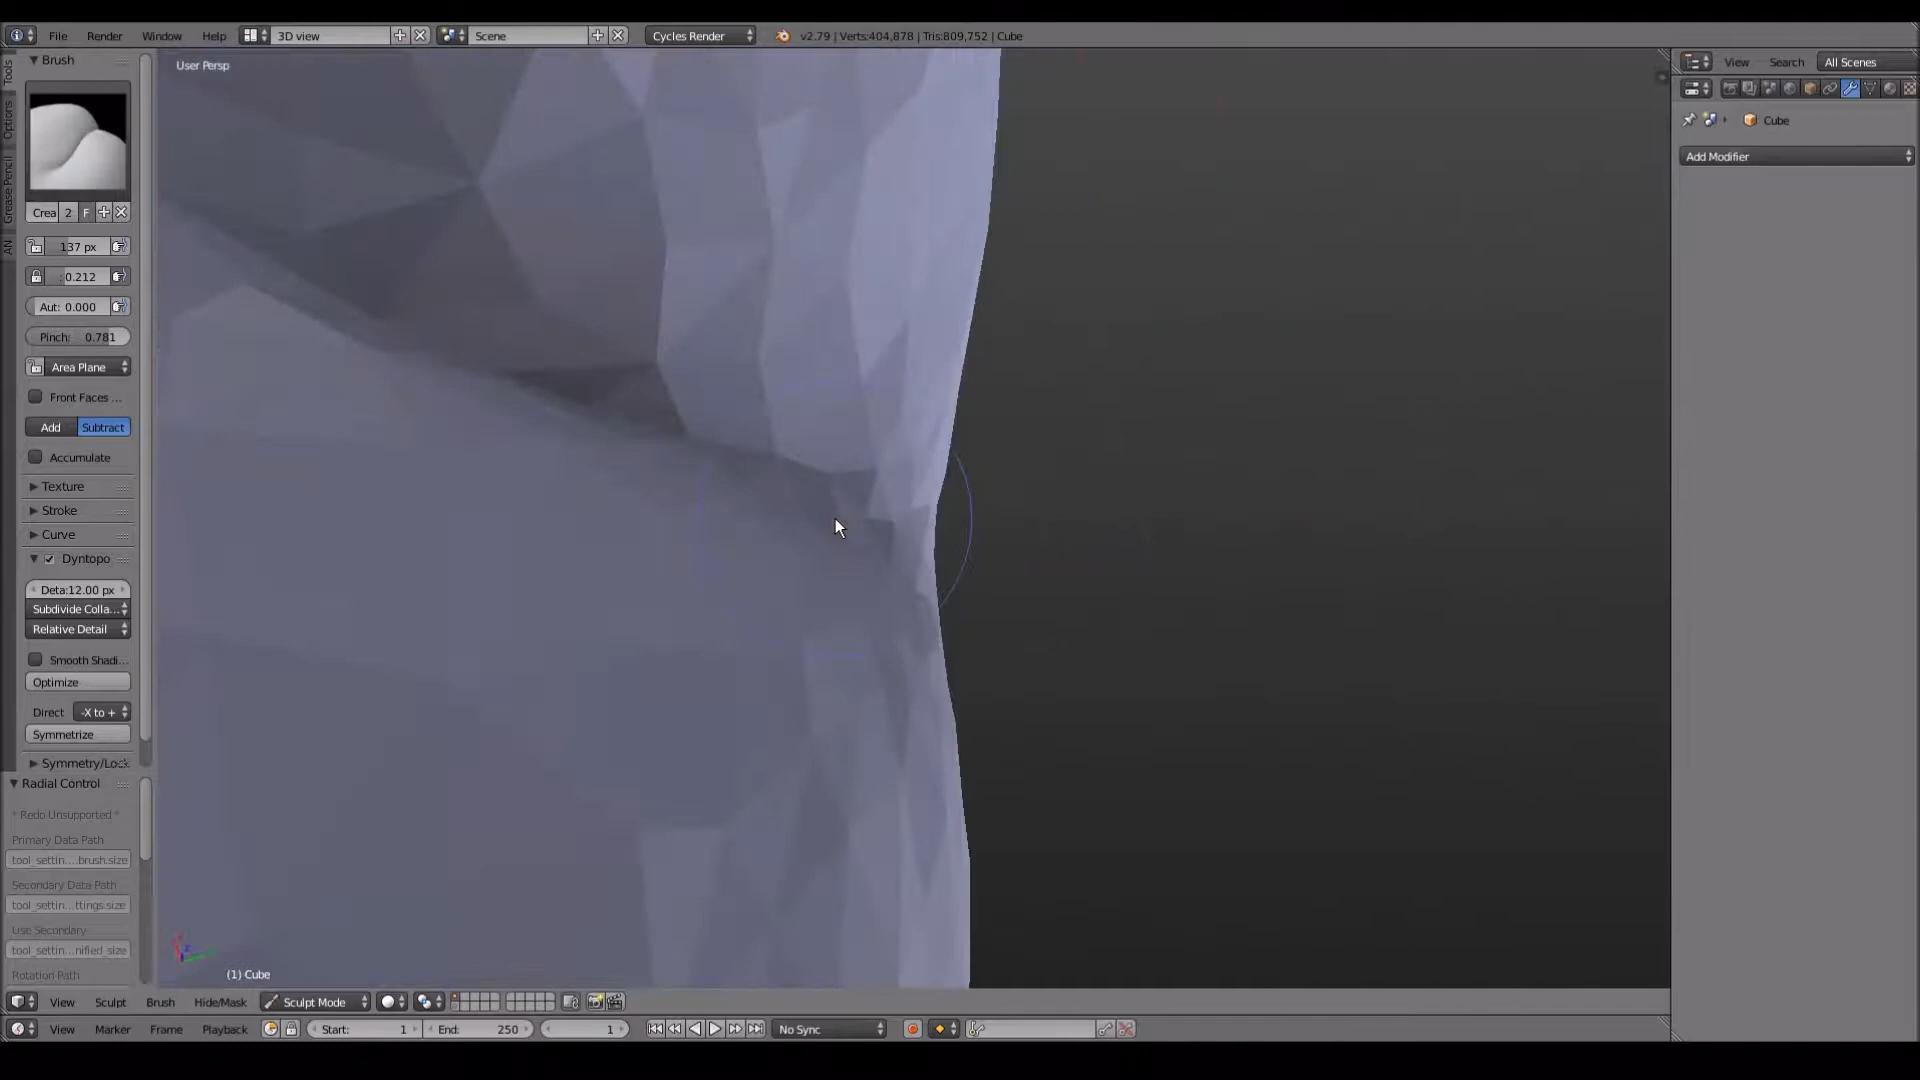 File Render Window Help 3D view Scene Cycles Render v2.79 | Verts:404,878 | Tris:809,752 | Cube
Brush
User Persp
View Search All Scenes
Tools
Options
Grease Pencil
AN
Cube
Add Modifier
Crea 2 F
137 px
: 0.212
Aut: 0.000
Pinch: 0.781
Area Plane
Front Faces ...
Add Subtract
Accumulate
Texture
Stroke
Curve
Dyntopo
Deta:12.00 px
Subdivide Colla...
Relative Detail
Smooth Shadi...
Optimize
Direct -X to +
Symmetrize
Symmetry/Lock
Radial Control
* Redo Unsupported *
Primary Data Path
tool_settin....brush.size
Secondary Data Path
tool_settin...ttings.size
Use Secondary
tool_settin...nified_size
Rotation Path
(1) Cube
View Sculpt Brush Hide/Mask Sculpt Mode
View Marker Frame Playback Start: 1 End: 250 1 No Sync